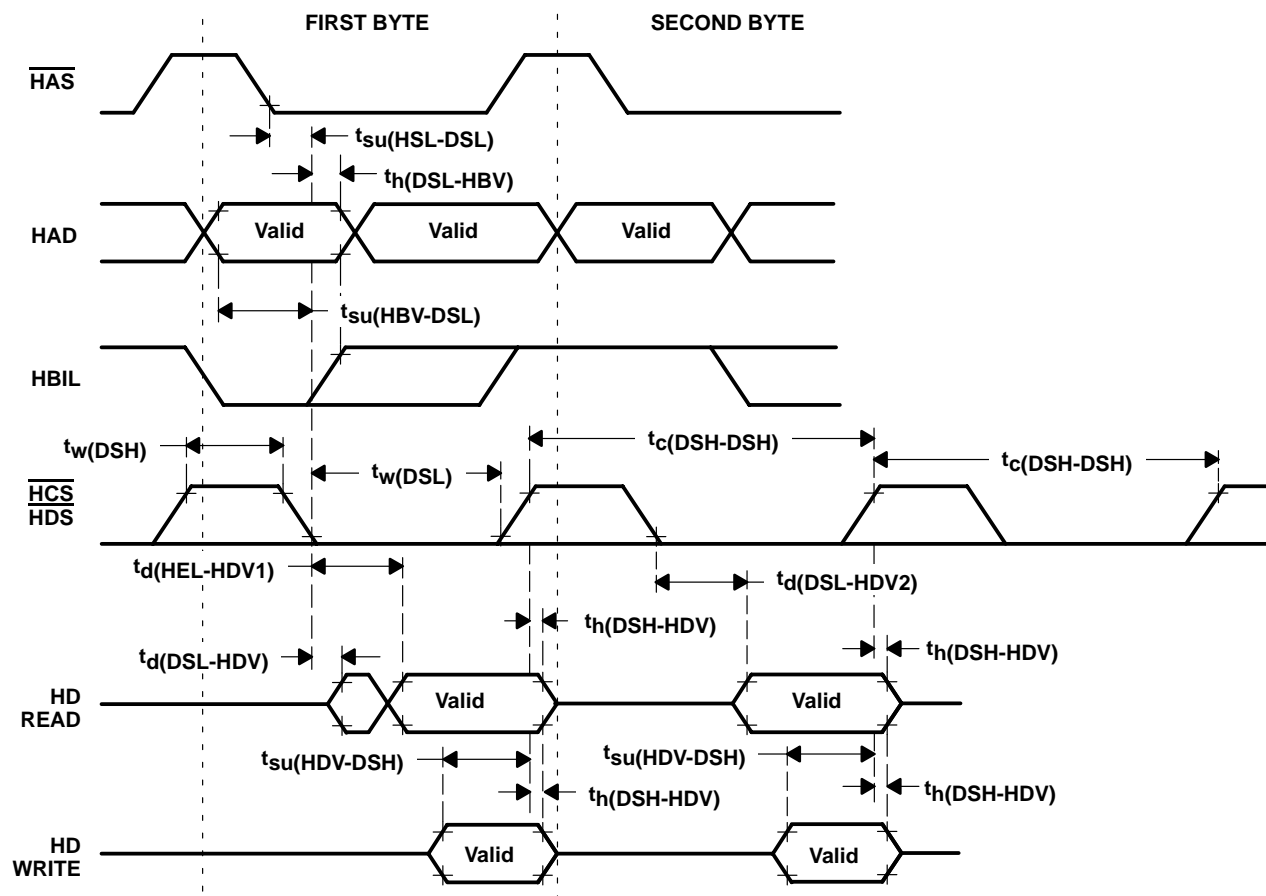 FIRST BYTE
SECOND BYTE
HAS
tsu(HSL-DSL)
th(DSL-HBV)
HAD
Valid
Valid
Valid
tsu(HBV-DSL)
HBIL
tw(DSH)
tc(DSH-DSH)
tc(DSH-DSH)
tw(DSL)
HCS
HDS
td(HEL-HDV1)
td(DSL-HDV2)
th(DSH-HDV)
td(DSL-HDV)
th(DSH-HDV)
HD
READ
Valid
Valid
tsu(HDV-DSH)
tsu(HDV-DSH)
th(DSH-HDV)
th(DSH-HDV)
HD
WRITE
Valid
Valid